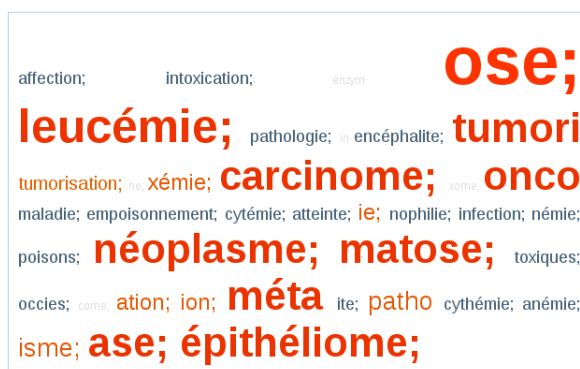 affection; intoxication; enzym ose;
leucémie; pathologie; in encéphalite; tumori
tumorisation; he; xémie; carcinome; xome; onco
maladie; empoisonnement; cytémie; atteinte; ie; nophilie; infection; némie;
poisons; néoplasme; matose; toxiques;
occies; come; ation; ion; méta ite; patho cythémie; anémie;
isme; ase; épithéliome;